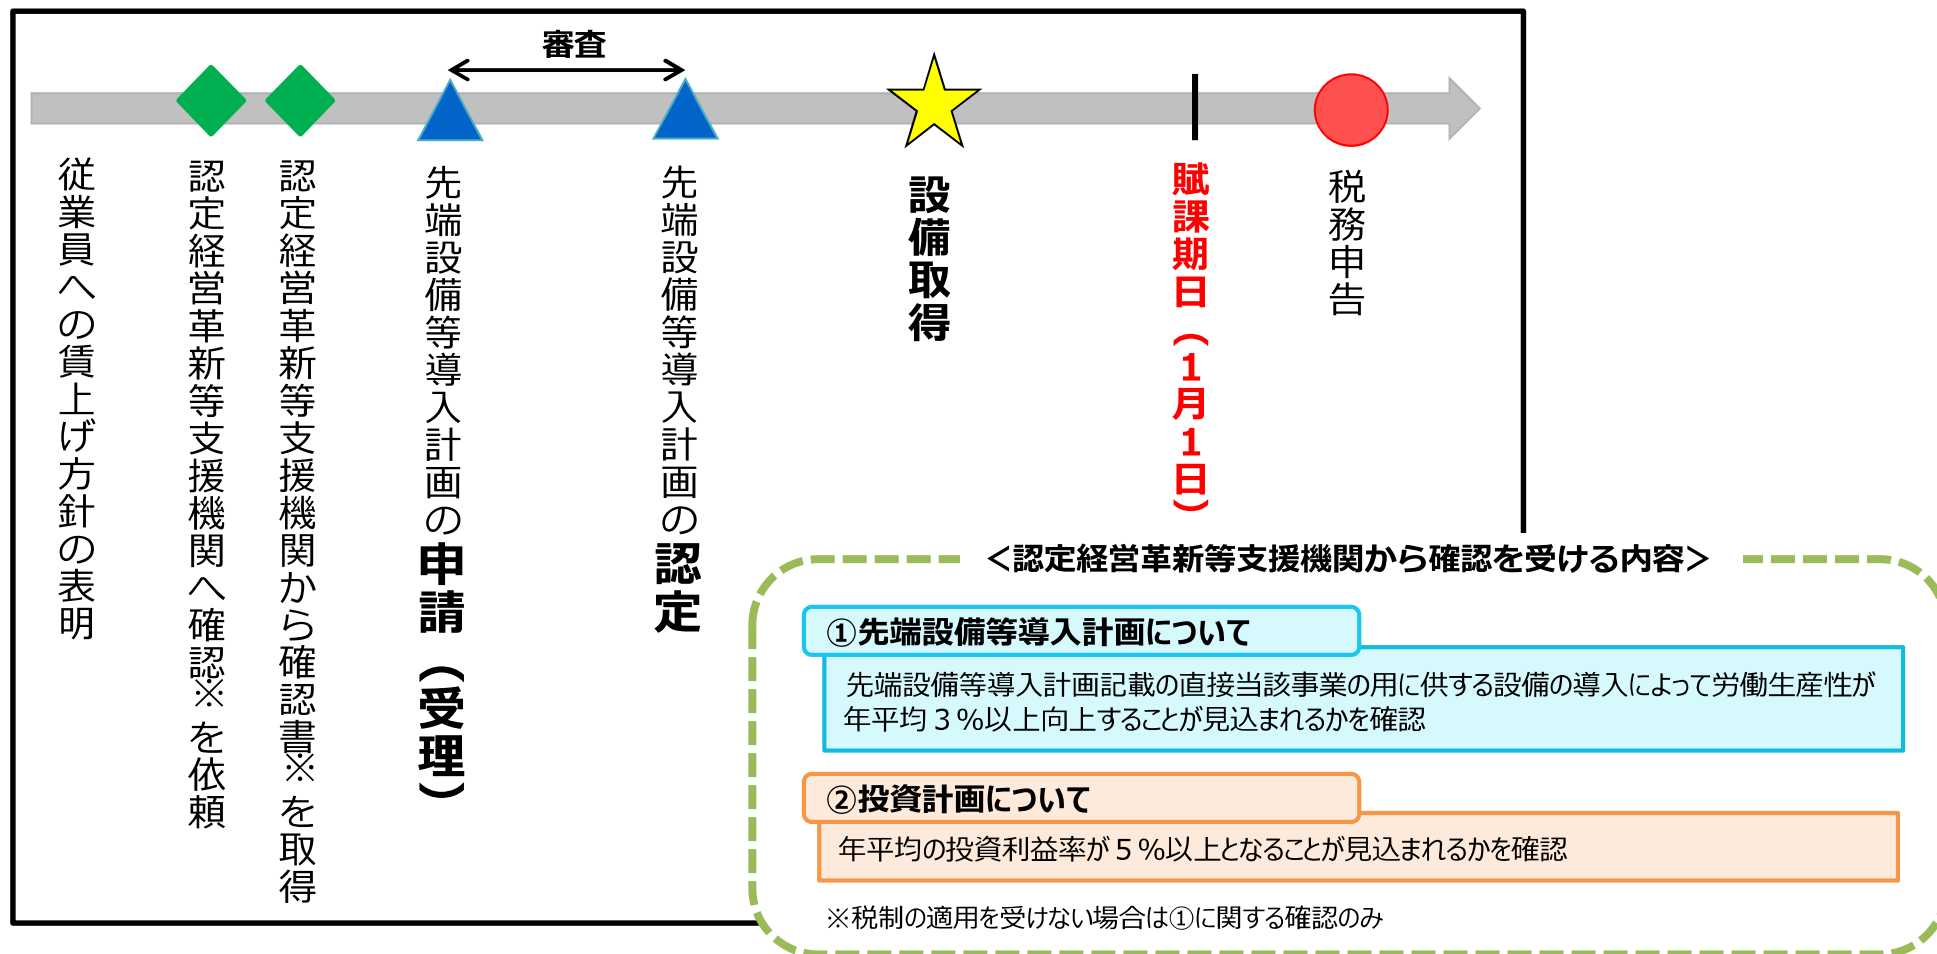 審査
従業員への賃上げ方針の表明
認定経営革新等支援機関へ確認※を依頼
認定経営革新等支援機関から確認書※を取得
先端設備等導入計画の申請（受理）
先端設備等導入計画の認定
設備取得
賦課期日（１月１日）
税務申告
＜認定経営革新等支援機関から確認を受ける内容＞
①先端設備等導入計画について
先端設備等導入計画記載の直接当該事業の用に供する設備の導入によって労働生産性が
年平均３％以上向上することが見込まれるかを確認
②投資計画について
年平均の投資利益率が５％以上となることが見込まれるかを確認
※税制の適用を受けない場合は①に関する確認のみ